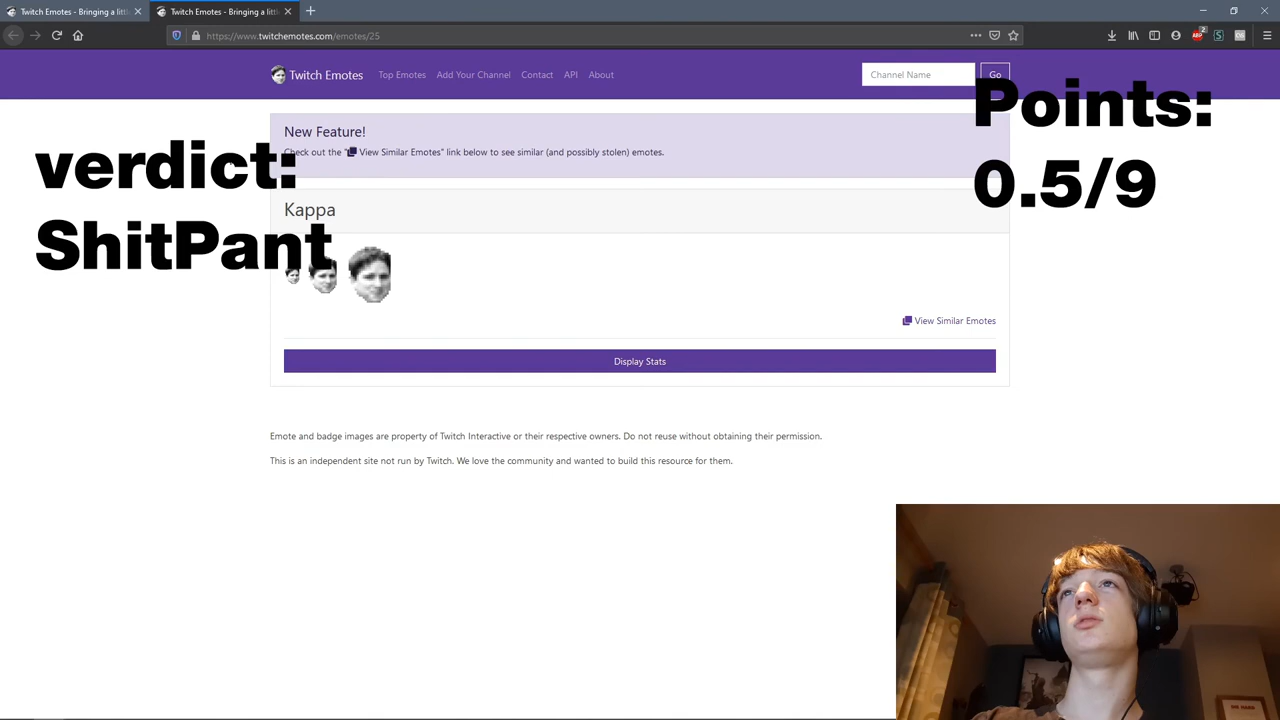 Twitch Emotes - Bringing a littl
Twitch Emotes - Bringing a littl
https://www.twitchemotes.com/emotes/25
2
Twitch Emotes
Top Emotes
Add Your Channel
Contact
API
About
Channel Name
Go
Points:
0.5/9
verdict:
ShitPant
New Feature!
Check out the " View Similar Emotes" link below to see similar (and possibly stolen) emotes.
Kappa
View Similar Emotes
Display Stats
Emote and badge images are property of Twitch Interactive or their respective owners. Do not reuse without obtaining their permission.
This is an independent site not run by Twitch. We love the community and wanted to build this resource for them.